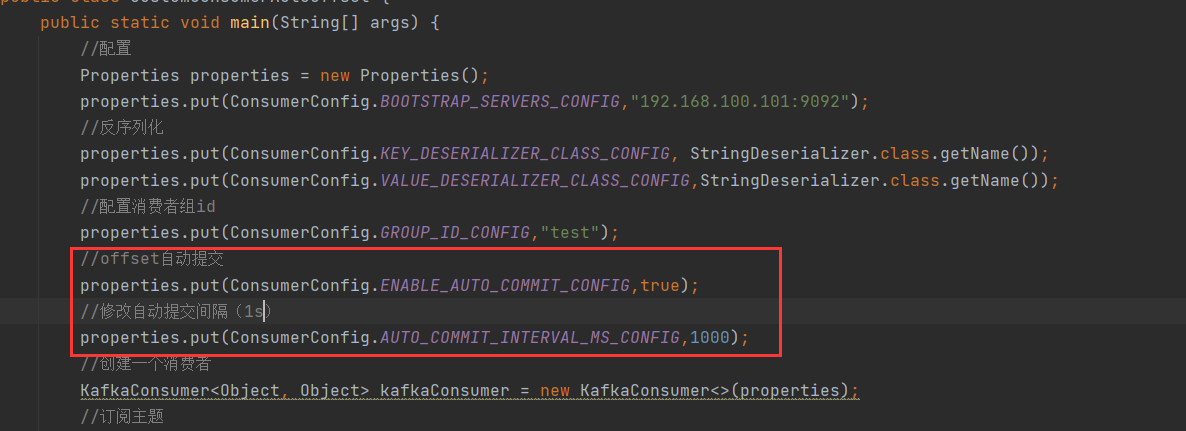 public static void main(String[] args) {
//配置
Properties properties = new Properties();
properties.put(ConsumerConfig.BOOTSTRAP_SERVERS_CONFIG,"192.168.100.101:9092");
//反序列化
properties.put(ConsumerConfig.KEY_DESERIALIZER_CLASS_CONFIG, StringDeserializer.class.getName());
properties.put(ConsumerConfig.VALUE_DESERIALIZER_CLASS_CONFIG,StringDeserializer.class.getName());
//配置消费者组id
properties.put(ConsumerConfig.GROUP_ID_CONFIG,"test");
//offset自动提交
properties.put(ConsumerConfig.ENABLE_AUTO_COMMIT_CONFIG,true);
//修改自动提交间隔（1s）
properties.put(ConsumerConfig.AUTO_COMMIT_INTERVAL_MS_CONFIG,1000);
//创建一个消费者
KafkaConsumer<Object, Object> kafkaConsumer = new KafkaConsumer<>(properties);
//订阅主题